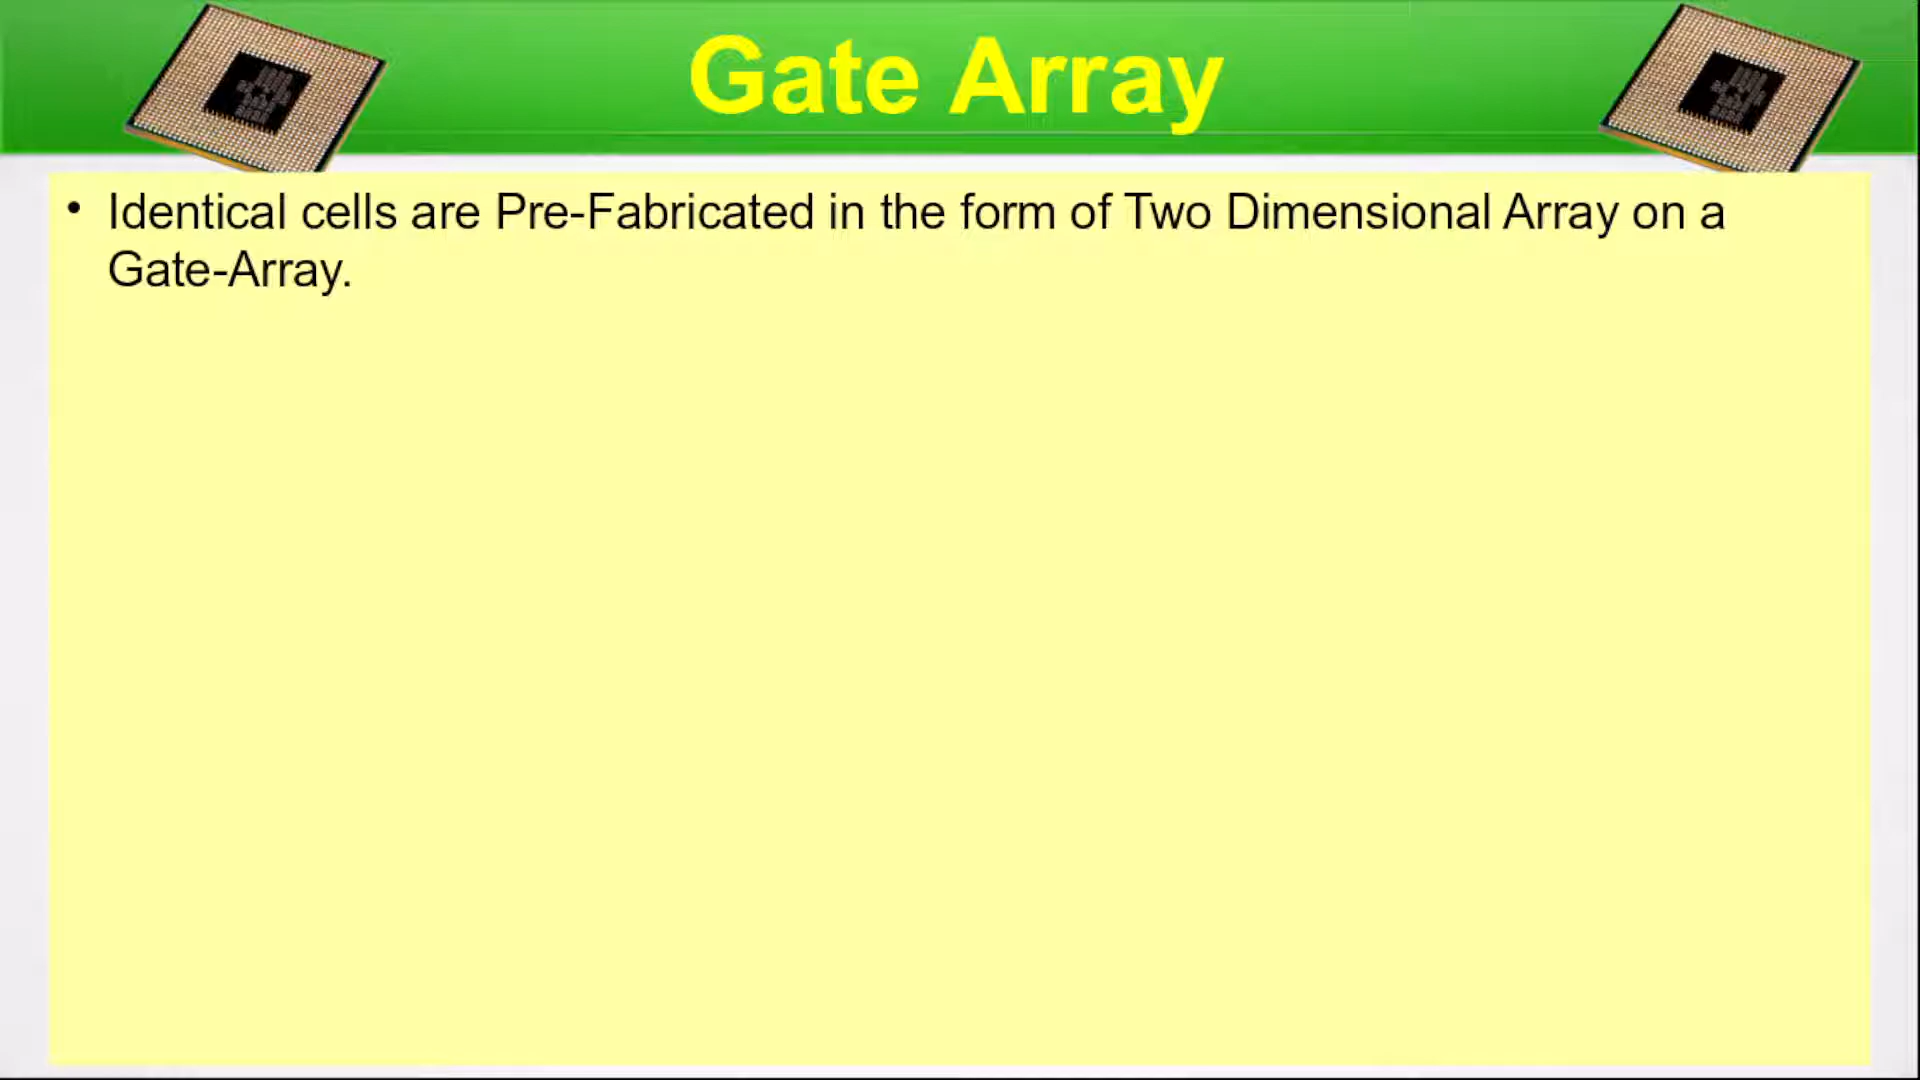 Gate Array
• Identical cells are Pre-Fabricated in the form of Two Dimensional Array on a
Gate-Array.